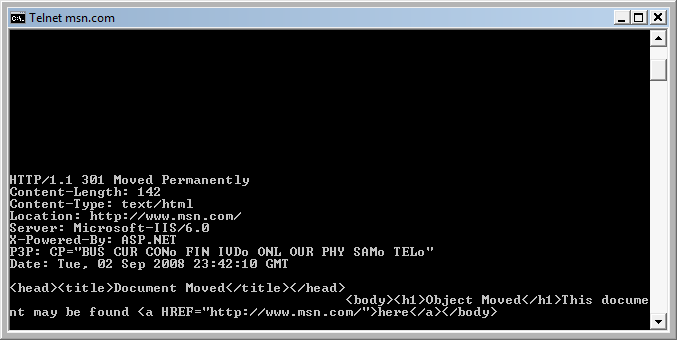 Telnet msn.com
HTTP/1.1 301 Moved Permanently
Content-Length: 142
Content-Type: text/html
Location: http://www.msn.com/
Server: Microsoft-IIS/6.0
X-Powered-By: ASP.NET
P3P: CP="BUS CUR CONo FIN IVDo ONL OUR PHY SAMo TELo"
Date: Tue, 02 Sep 2008 23:42:10 GMT
<head><title>Document Moved</title></head>
<body><h1>Object Moved</h1>This docume
nt may be found <a HREF="http://www.msn.com/">here</a></body>